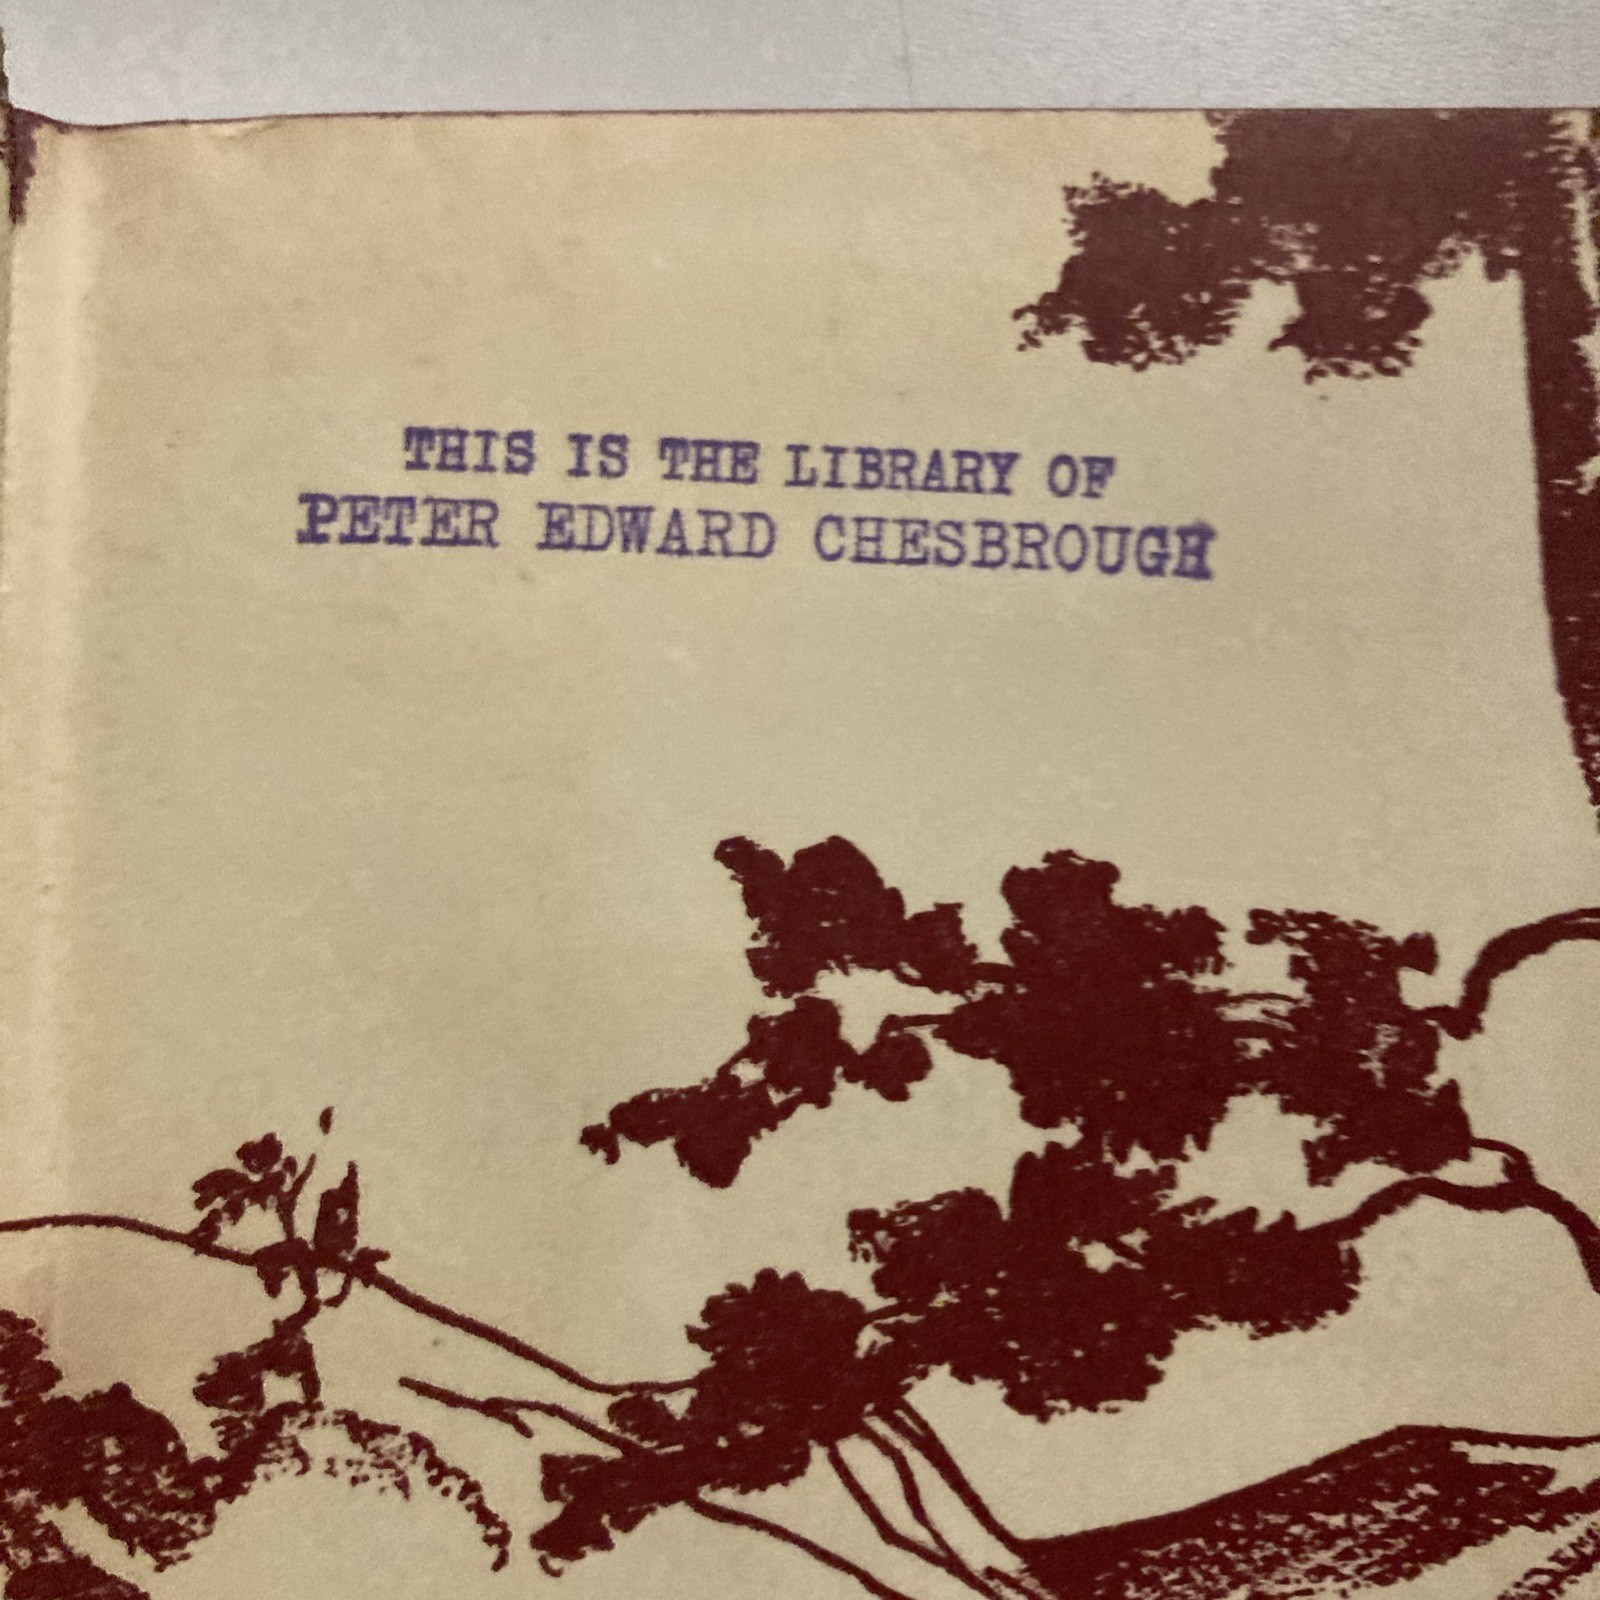 THIS IS THE LIBRARY OF
PETER EDWARD CHESBROUGH